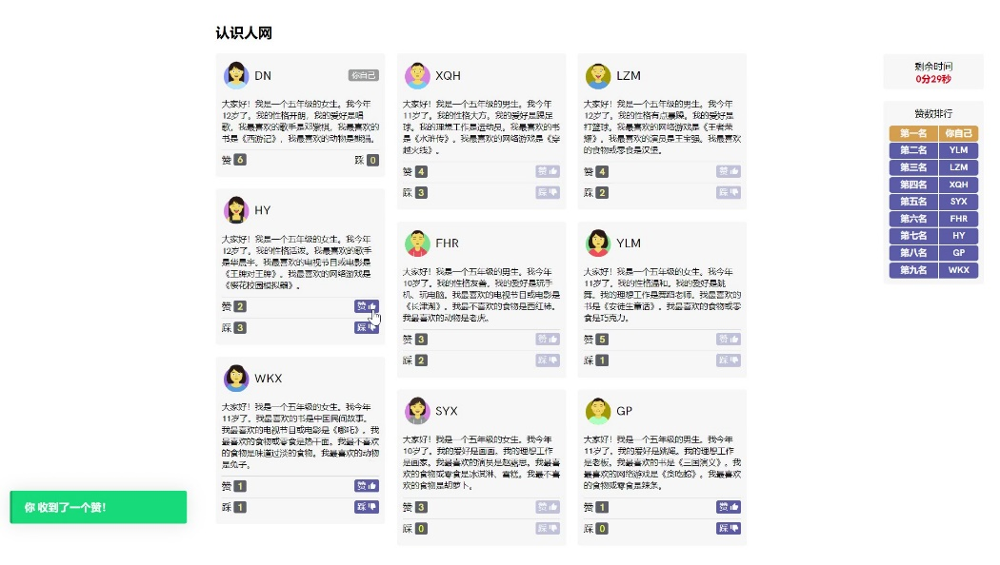 认识人网
DN 你自己
大家好！我是一个五年级的女生。我今年
12岁了。我的性格开朗，我的爱好是唱
歌，我最喜欢的歌手是邓紫棋，我最喜欢的
书是《西游记》，我最喜欢的动物是熊猫。
赞 6 踩 0
HY
大家好！我是一个五年级的女生。我今年
12岁了。我的性格活泼。我最喜欢的歌手
是华晨宇。我最喜欢的电视节目或电影是
《王牌对王牌》。我最喜欢的网络游戏是
《樱花校园模拟器》。
赞 2 赞
踩 3 踩
WKX
大家好！我是一个五年级的女生。我今年
11岁了。我最喜欢的书是中国民间故事。
我最喜欢的电视节目或电影是《哪吒》。我
最喜欢的食物或零食是热干面。我最不喜欢
的食物是味道过淡的食物。我最喜欢的动物
是兔子。
赞 1 赞
踩 1 踩
XQH
大家好！我是一个五年级的男生。我今年
11岁了。我的性格大方。我的爱好是踢足
球。我的理想工作是运动员。我最喜欢的书
是《水浒传》。我最喜欢的网络游戏是《穿
越火线》。
赞 4 赞
踩 3 踩
FHR
大家好！我是一个五年级的男生。我今年
10岁了。我的性格友善。我的爱好是玩手
机、玩电脑。我最喜欢的电视节目或电影是
《长津湖》。我最不喜欢的食物是西红柿。
我最喜欢的动物是老虎。
赞 3 赞
踩 2 踩
SYX
大家好！我是一个五年级的女生。我今年
10岁了。我的爱好是画画。我的理想工作
是画家。我最喜欢的演员是赵露思。我最喜
欢的食物或零食是冰淇淋、雪糕。我最不喜
欢的食物是胡萝卜。
赞 3 赞
踩 0 踩
LZM
大家好！我是一个五年级的男生。我今年
12岁了。我的性格有点暴躁。我的爱好是
打篮球。我最喜欢的网络游戏是《王者荣
耀》。我最喜欢的演员是王宝强。我最喜欢
的食物或零食是汉堡。
赞 4 赞
踩 2 踩
YLM
大家好！我是一个五年级的女生。我今年
11岁了。我的性格温和。我的爱好是跳
舞。我的理想工作是舞蹈老师。我最喜欢的
书是《安徒生童话》。我最喜欢的食物或零
食是巧克力。
赞 5 赞
踩 1 踩
GP
大家好！我是一个五年级的男生。我今年
11岁了。我的爱好是跳绳。我的理想工作
是老板。我最喜欢的书是《三国演义》。我
最喜欢的网络游戏是《贪吃蛇》。我最喜欢
的食物或零食是辣条。
赞 1 赞
踩 0 踩
剩余时间
0分29秒
赞数排行
第一名 你自己
第二名 YLM
第三名 LZM
第四名 XQH
第五名 SYX
第六名 FHR
第七名 HY
第八名 GP
第九名 WKX
你 收到了一个赞！